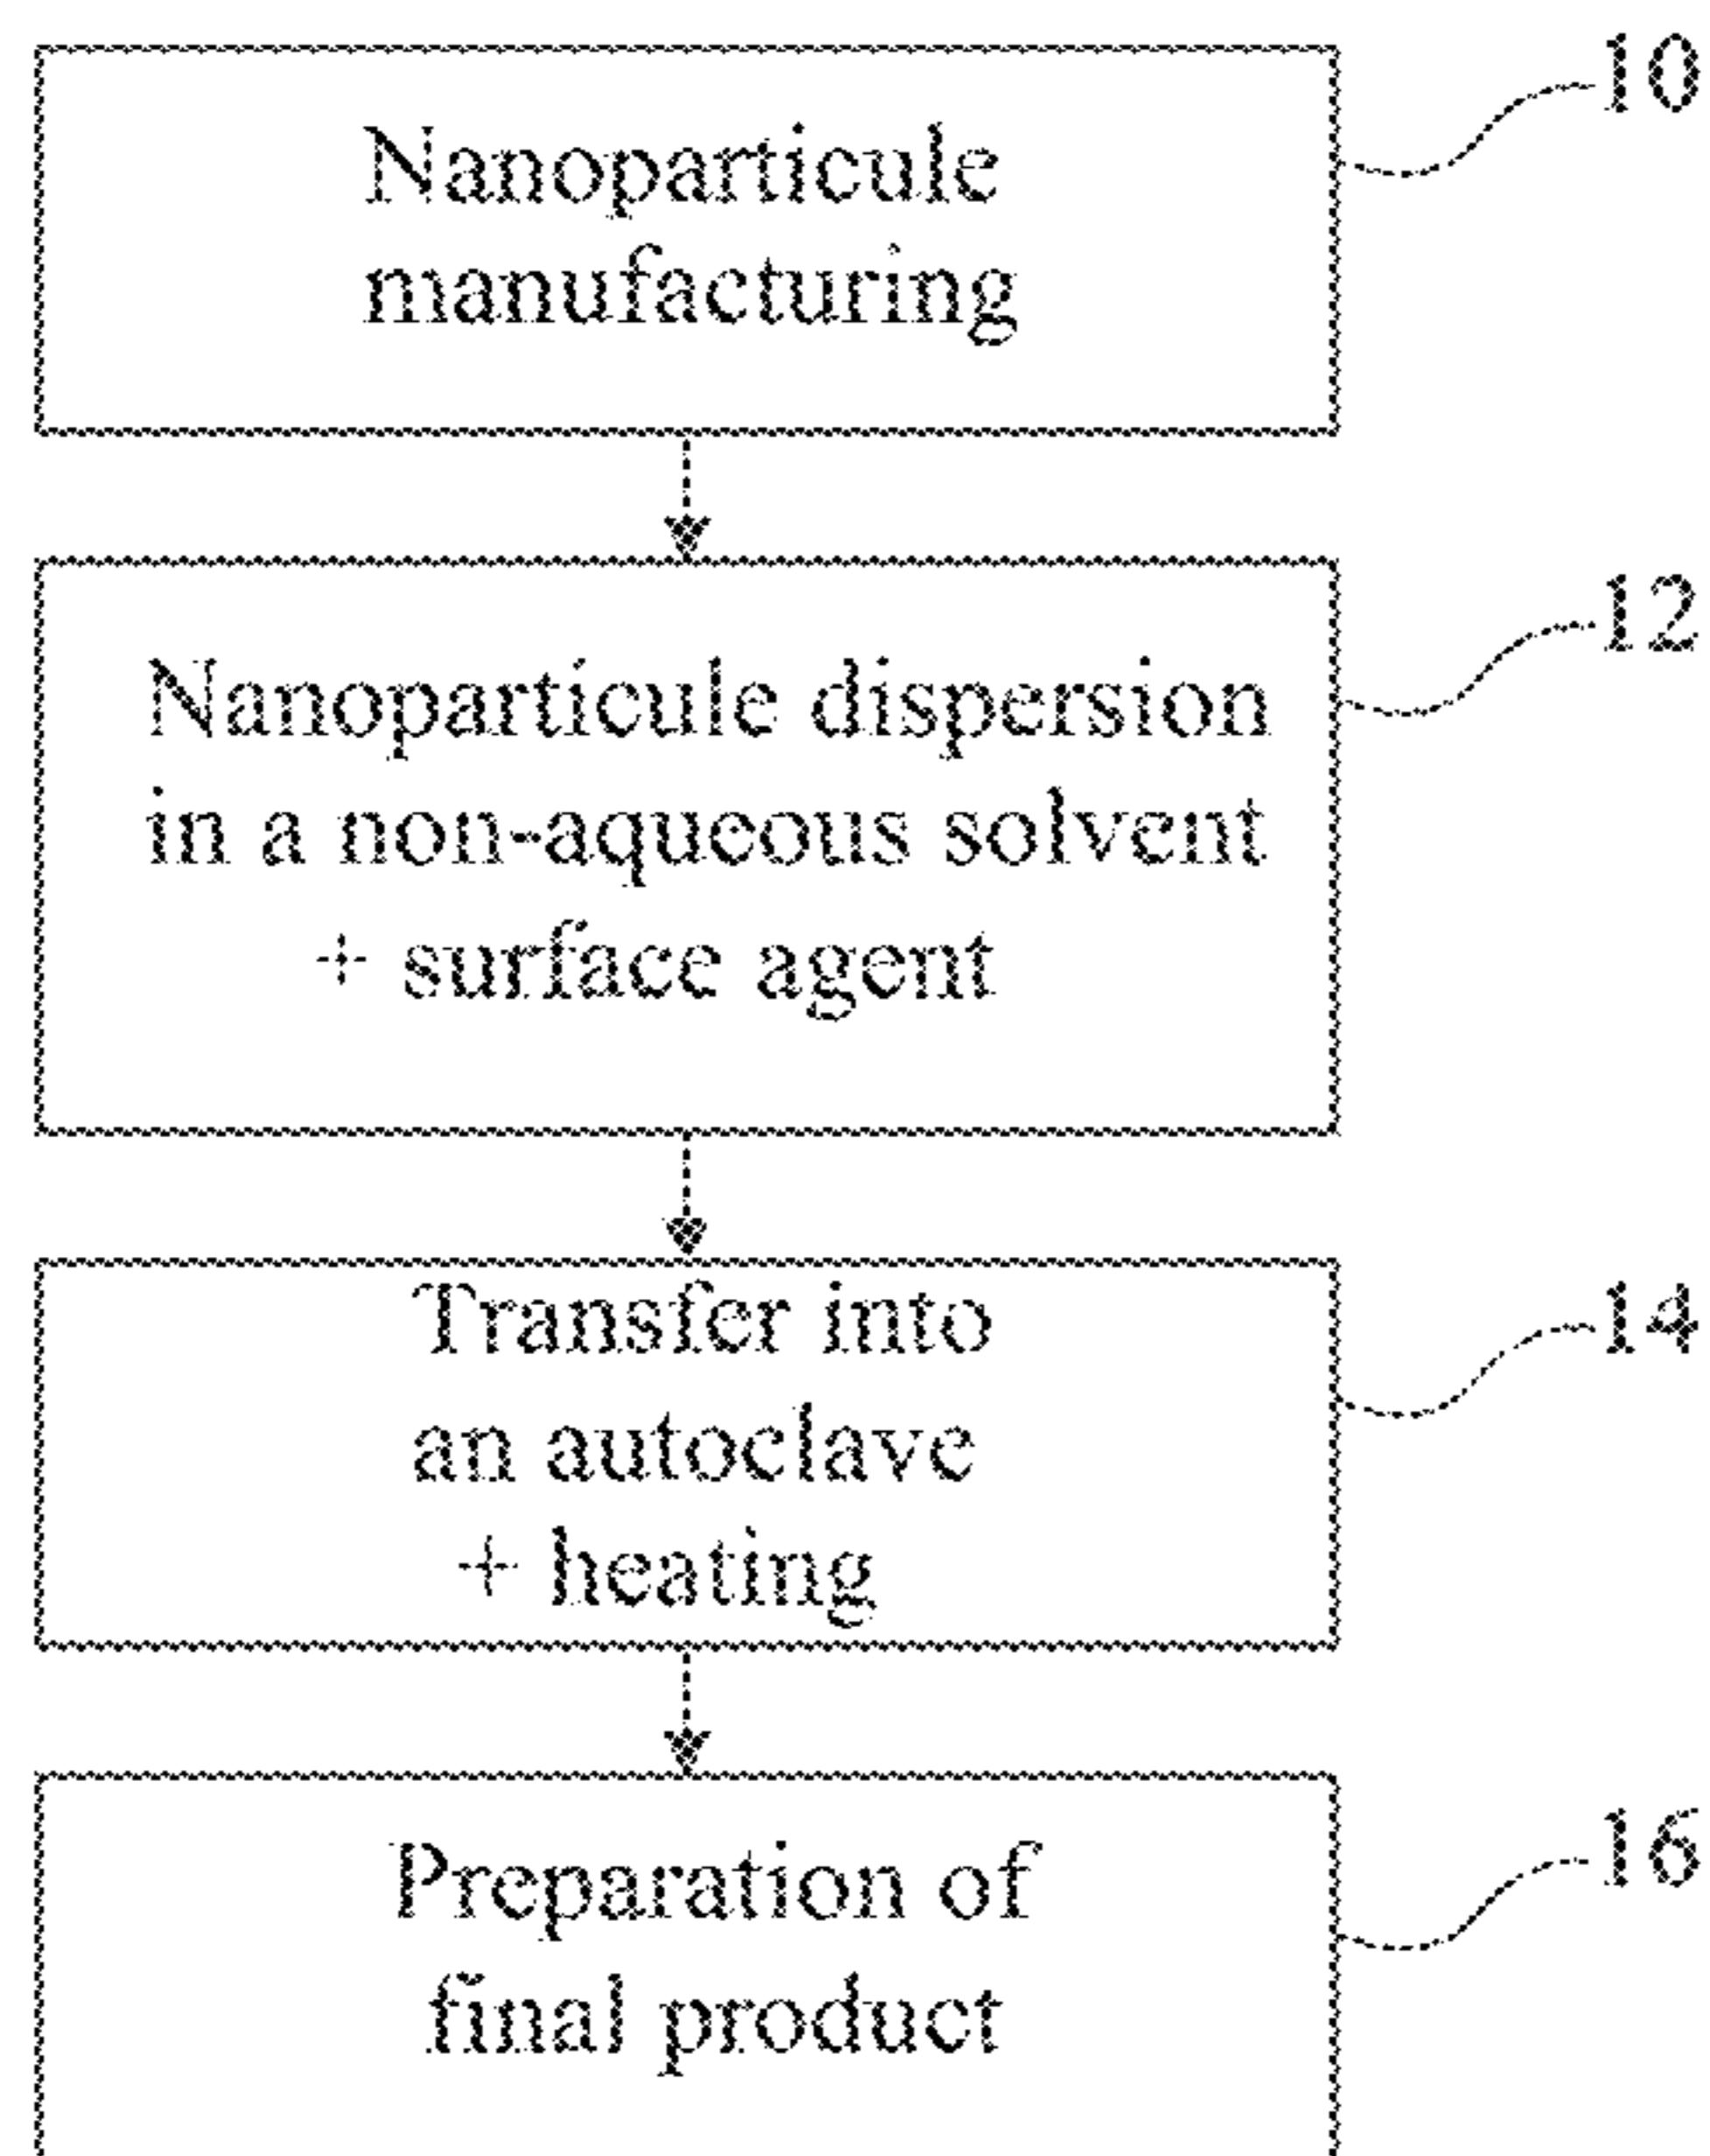 10
Nanoparticule
manufacturing
12
Nanoparticule dispersion
in a non-aqueous solvent
+ surface agent
14
Transfer into
an autoclave
+ heating
16
Preparation of
final product